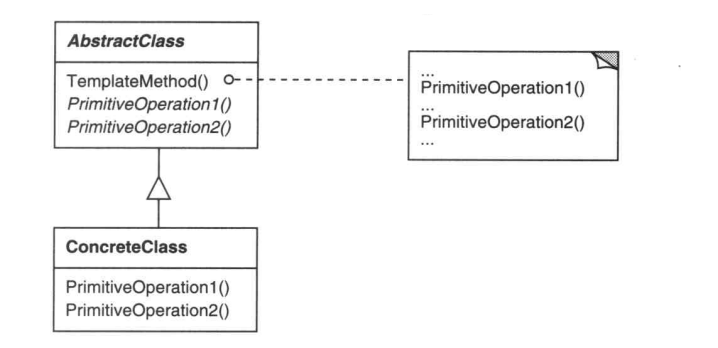 AbstractClass
TemplateMethod()
PrimitiveOperation1()
PrimitiveOperation2()
...
PrimitiveOperation1()
...
PrimitiveOperation2()
...
ConcreteClass
PrimitiveOperation1()
PrimitiveOperation2()